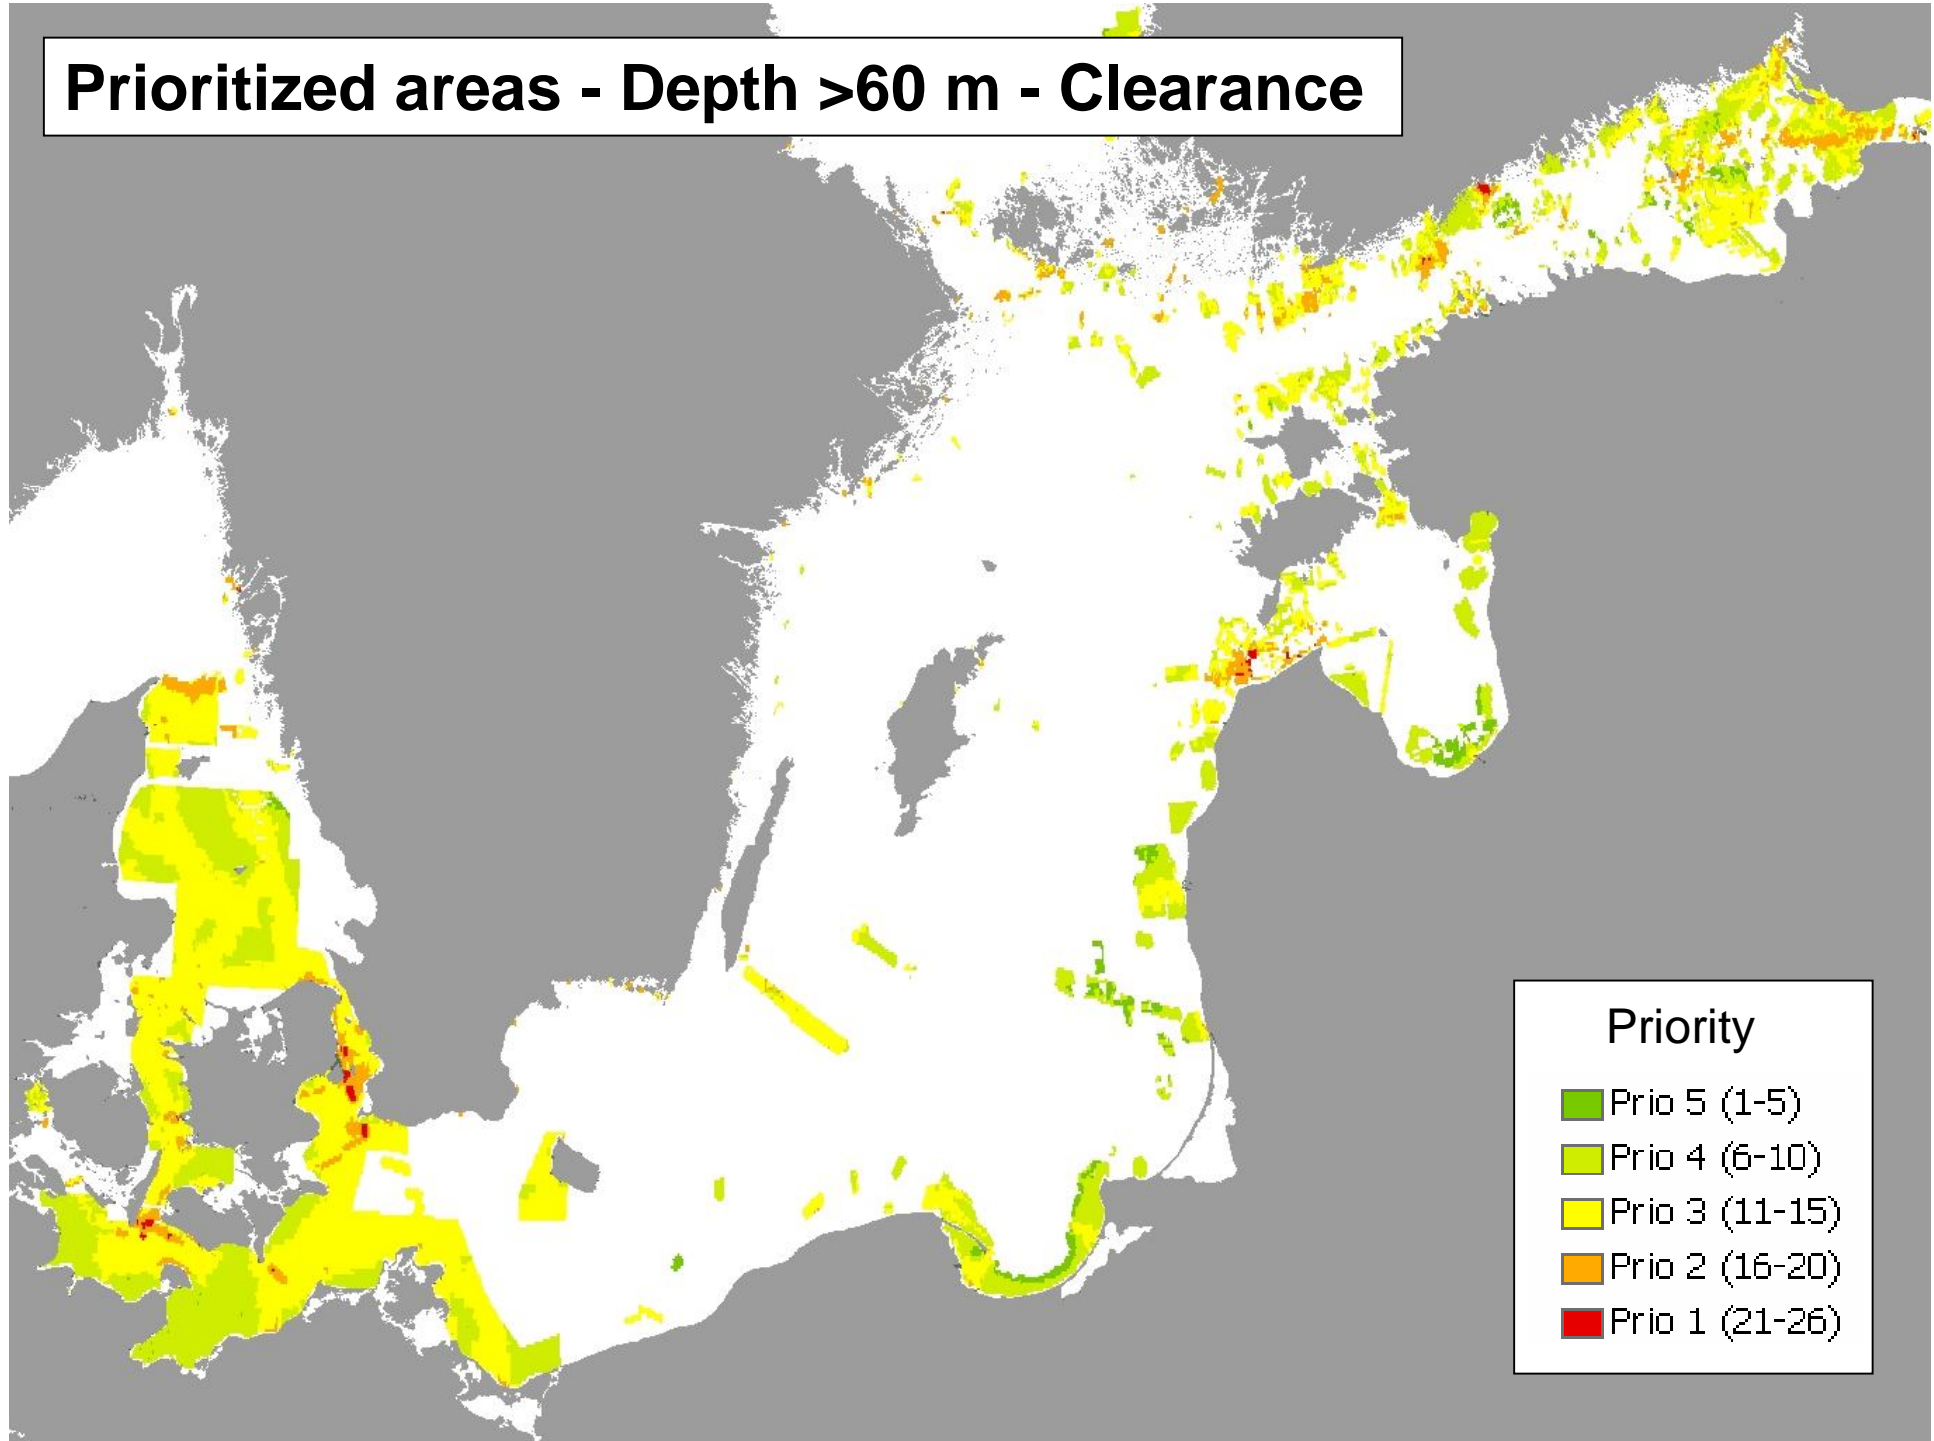 Prioritized areas - Depth >60 m - Clearance
Priority
Prio 5 (1-5)
Prio 4 (6-10)
Prio 3 (11-15)
Prio 2 (16-20)
Prio 1 (21-26)